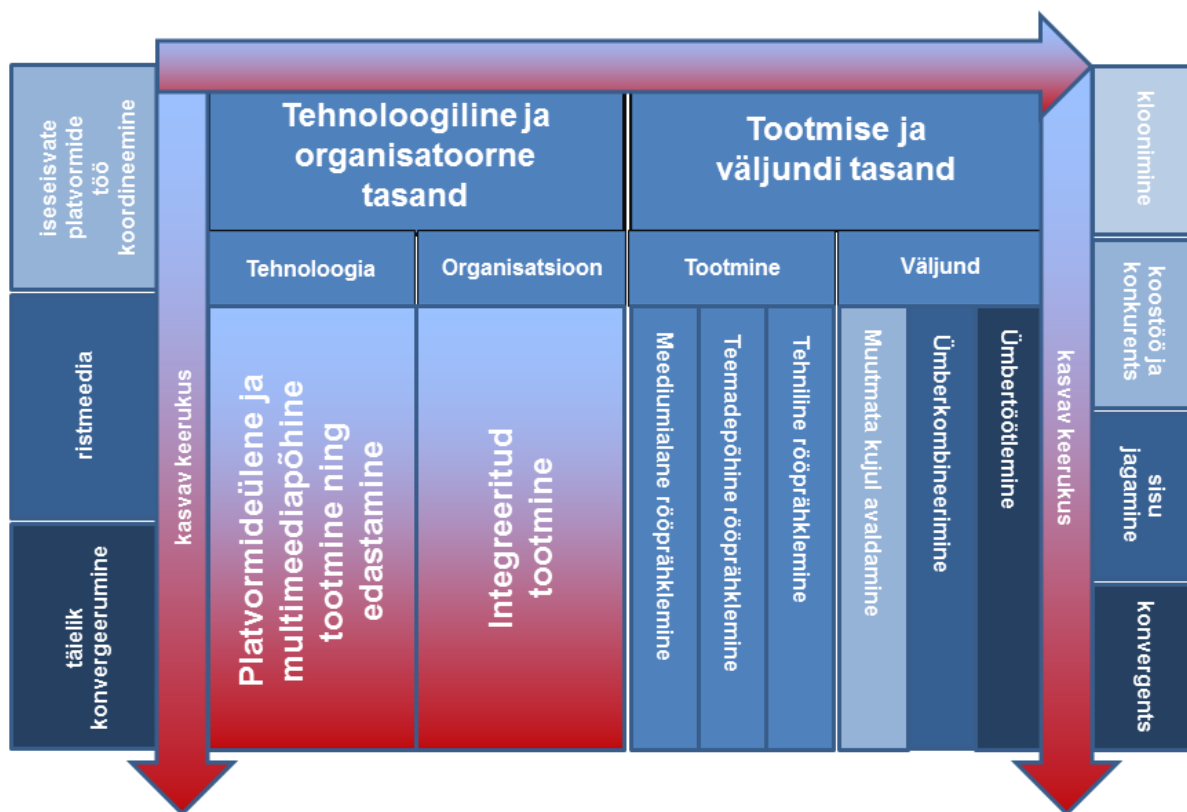 iseseisvate
platvormide
töö
koordineemine
ristmeedia
täielik
konvergeerumine
kasvav keerukus
Tehnoloogiline ja
organisatoorne
tasand
Tootmise ja
väljundi tasand
Tehnoloogia
Organisatsioon
Tootmine
Väljund
Platvormideülene ja
multimeediapõhine
tootmine ning
edastamine
Integreeritud
tootmine
Meediumialane rööprähklemine
Teemadepõhine rööprähklemine
Tehniline rööprähklemine
Muutmata kujul avaldamine
Ümberkombineerimine
Ümbertöötlemine
kasvav keerukus
kloonimine
koostöö ja
konkurents
sisu
jagamine
konvergents